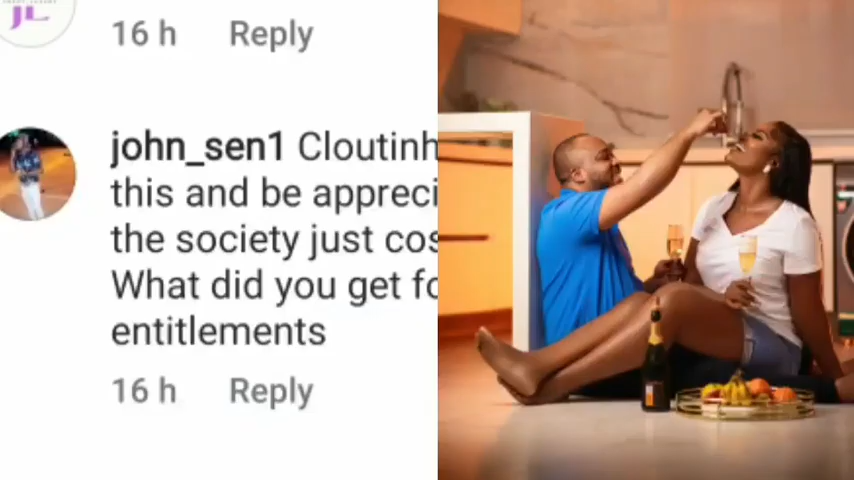 JL
16 h Reply
john_sen1 Cloutinh
this and be appreci
the society just cos
What did you get fo
entitlements
16 h Reply